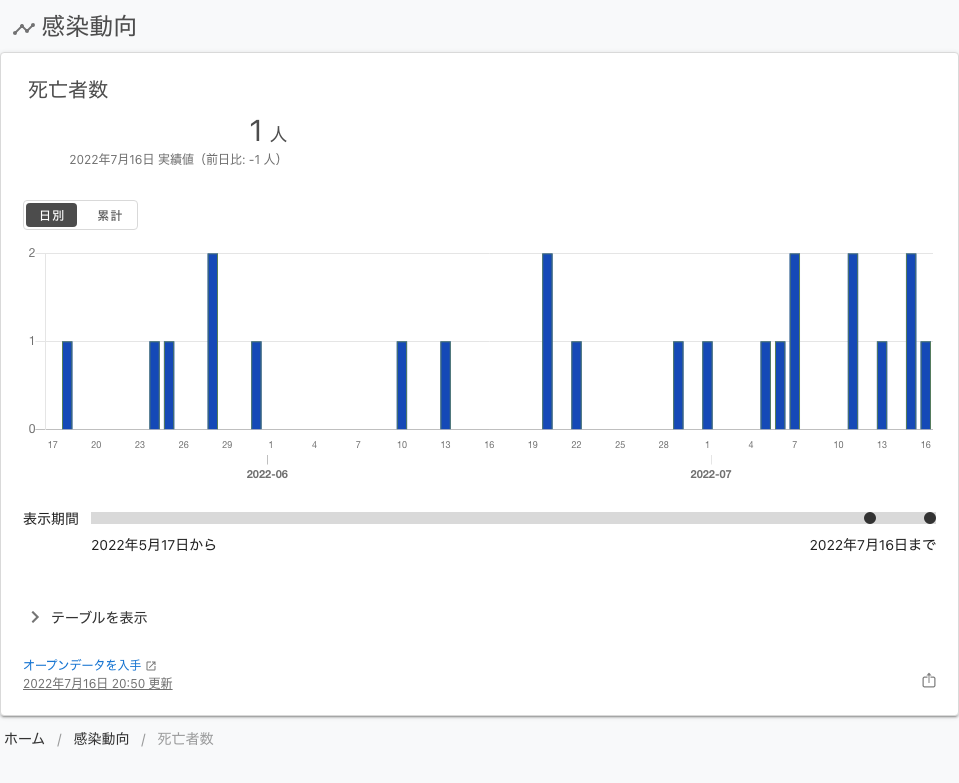 感染動向
死亡者数
1 人
2022年7月16日 実績値（前日比: -1 人）
日別 累計
2
1
0
17 20 23 26 29 1 4 7 10 13 16 19 22 25 28 1 4 7 10 13 16
2022-06 2022-07
表示期間
2022年5月17日から 2022年7月16日まで
テーブルを表示
オープンデータを入手
2022年7月16日 20:50 更新
ホーム / 感染動向 / 死亡者数